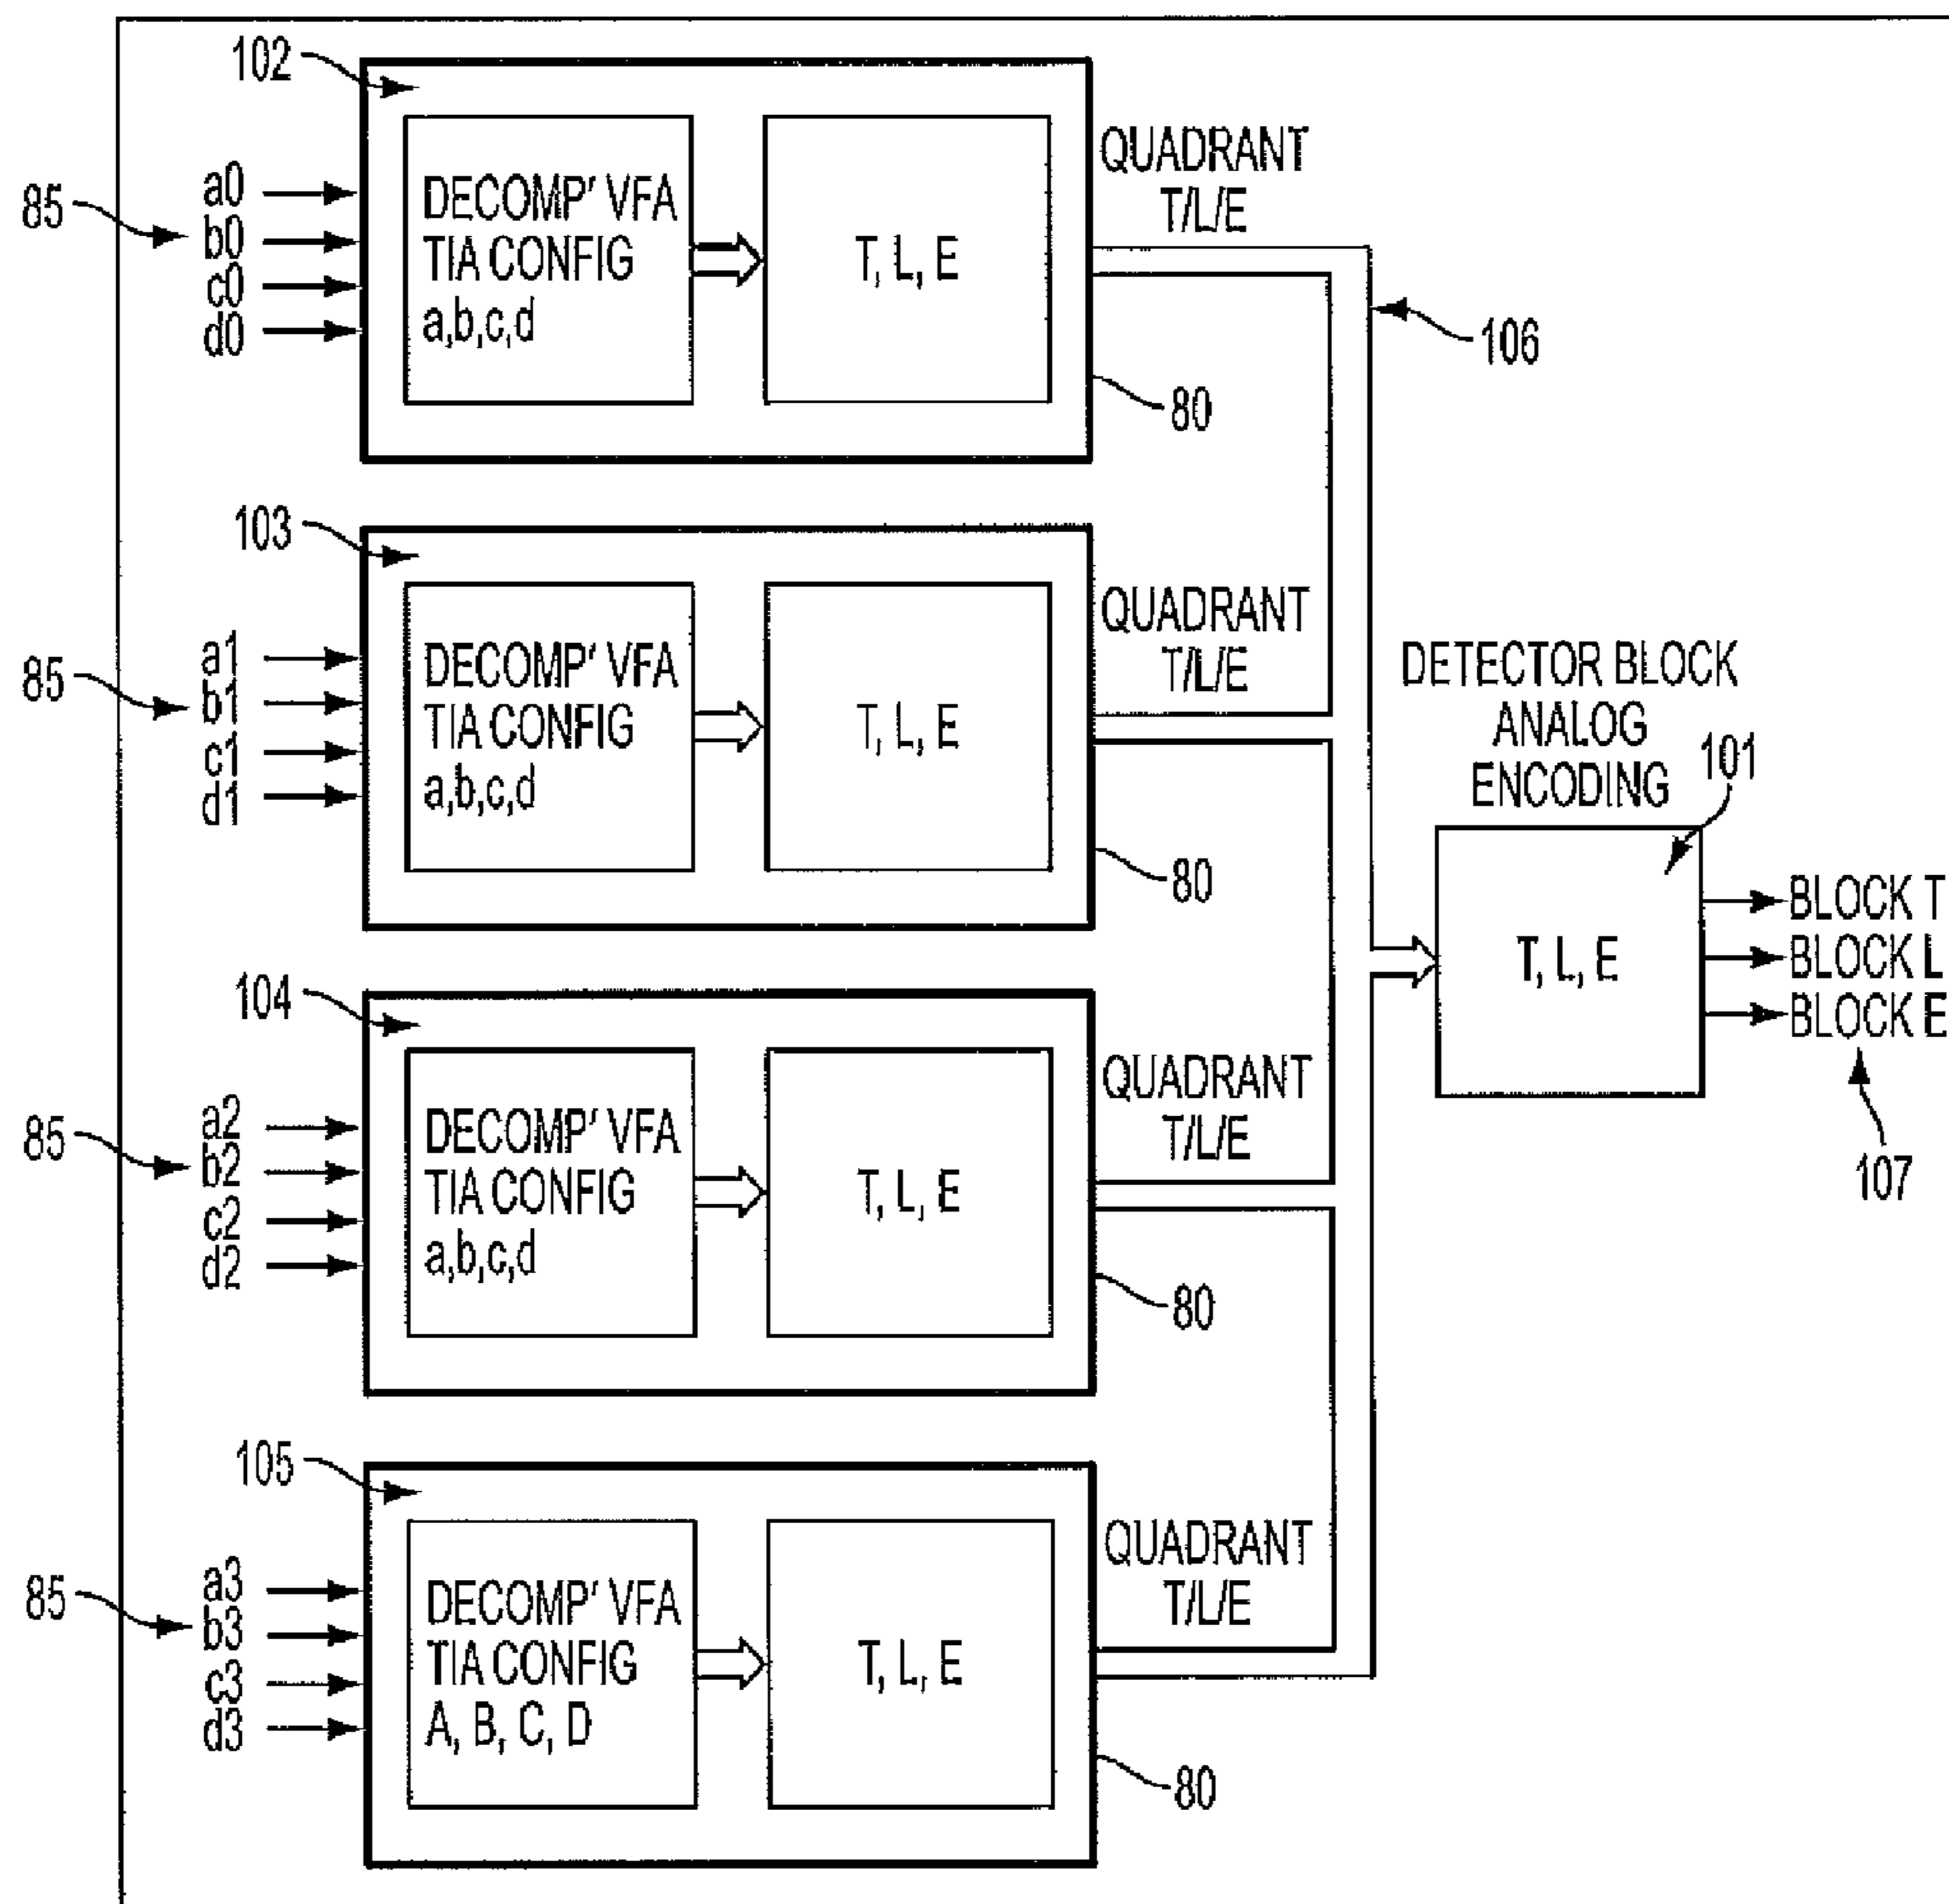 102
85
a0
b0
c0
d0
DECOMP' VFA
TIA CONFIG
a,b,c,d
T, L, E
QUADRANT
T/L/E
106
80
103
85
a1
b1
c1
d1
DECOMP' VFA
TIA CONFIG
a,b,c,d
T, L, E
QUADRANT
T/L/E
80
DETECTOR BLOCK
ANALOG
ENCODING
101
T, L, E
BLOCK T
BLOCK L
BLOCK E
107
104
85
a2
b2
c2
d2
DECOMP' VFA
TIA CONFIG
a,b,c,d
T, L, E
QUADRANT
T/L/E
80
105
85
a3
b3
c3
d3
DECOMP' VFA
TIA CONFIG
A, B, C, D
T, L, E
QUADRANT
T/L/E
80